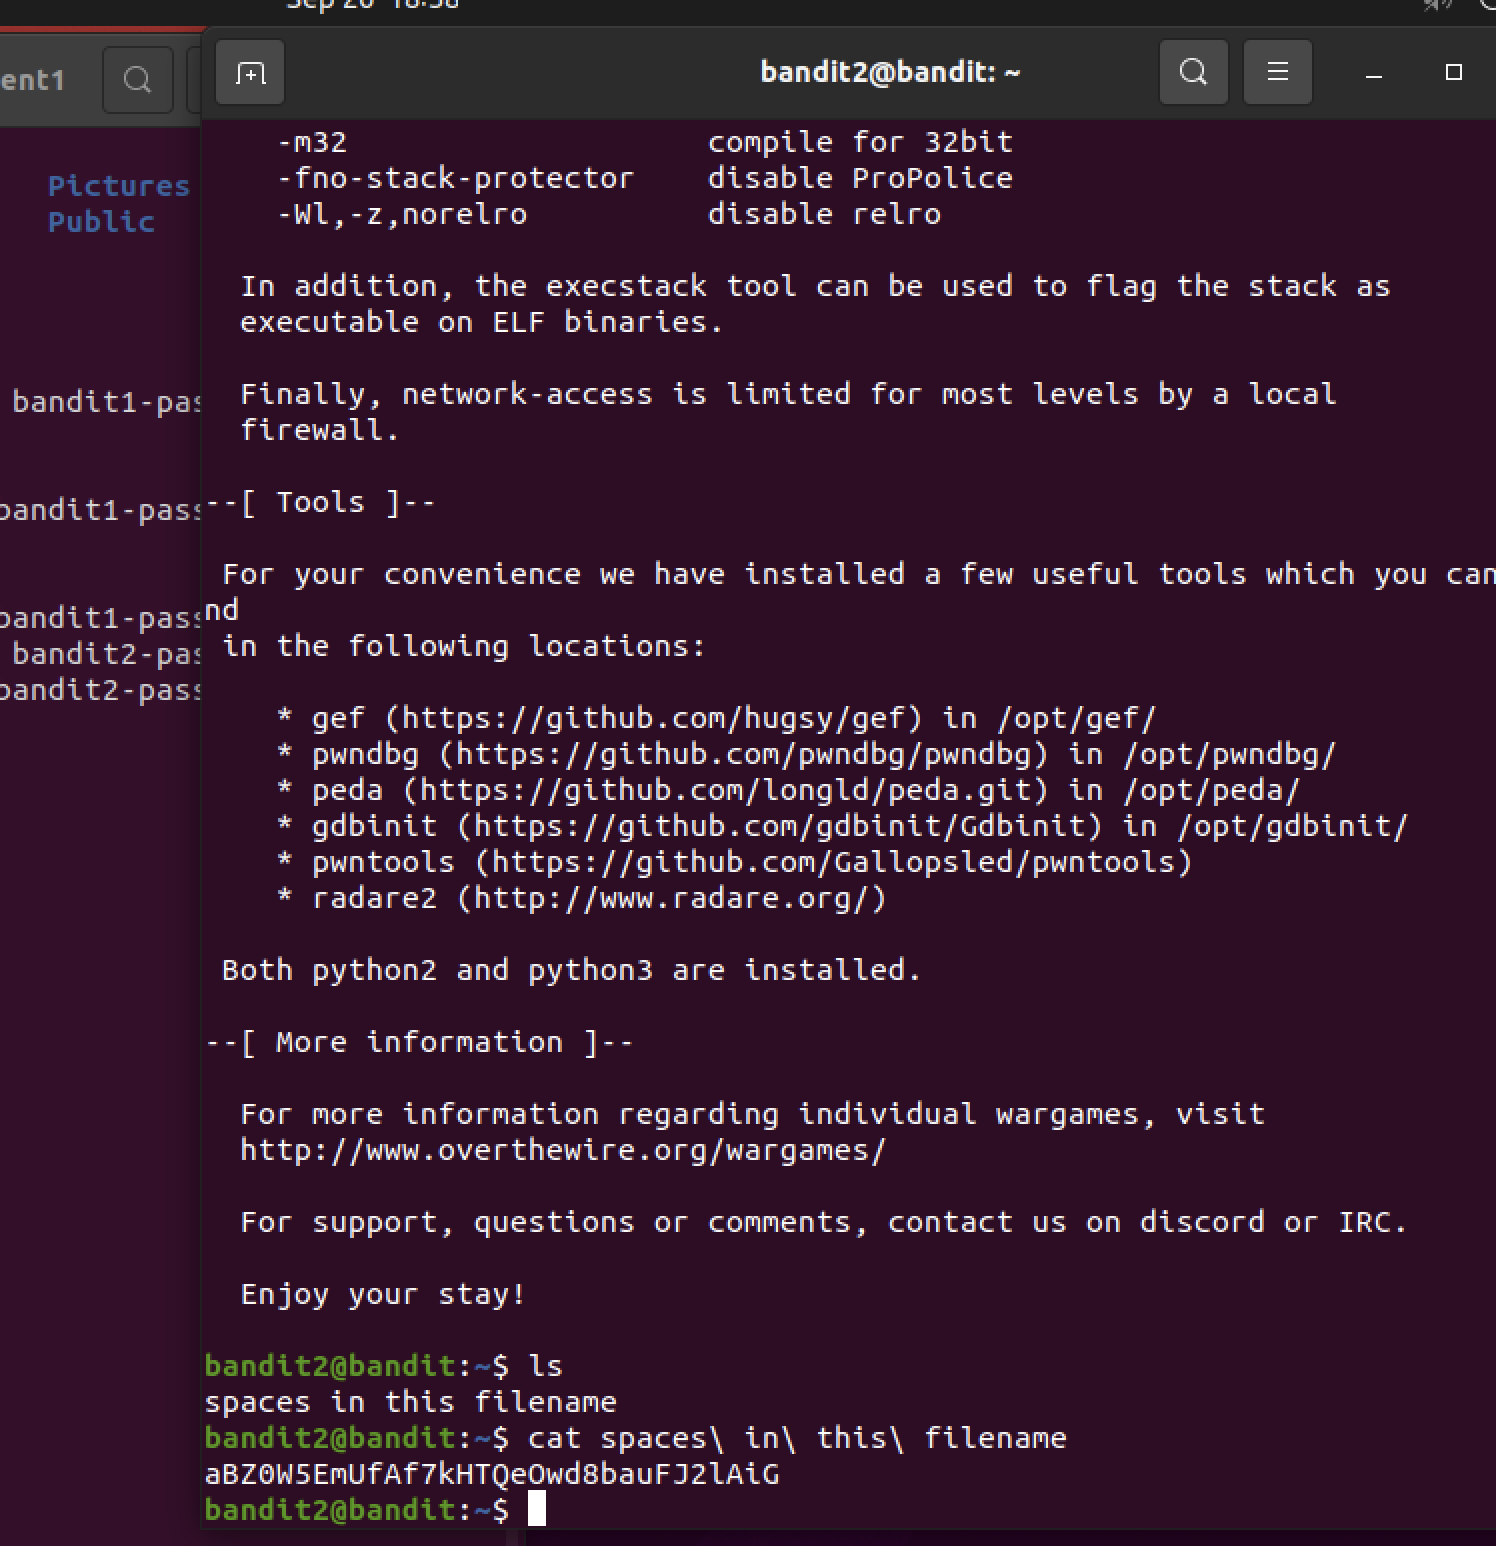 ent1
bandit2@bandit: ~
Pictures
Public
bandit1-pas
bandit1-pass
bandit1-pass
bandit2-pas
bandit2-pass
-m32 compile for 32bit
-fno-stack-protector disable ProPolice
-Wl,-z,norelro disable relro
In addition, the execstack tool can be used to flag the stack as
executable on ELF binaries.
Finally, network-access is limited for most levels by a local
firewall.
--[ Tools ]--
For your convenience we have installed a few useful tools which you can
nd
in the following locations:
* gef (https://github.com/hugsy/gef) in /opt/gef/
* pwndbg (https://github.com/pwndbg/pwndbg) in /opt/pwndbg/
* peda (https://github.com/longld/peda.git) in /opt/peda/
* gdbinit (https://github.com/gdbinit/Gdbinit) in /opt/gdbinit/
* pwntools (https://github.com/Gallopsled/pwntools)
* radare2 (http://www.radare.org/)
Both python2 and python3 are installed.
--[ More information ]--
For more information regarding individual wargames, visit
http://www.overthewire.org/wargames/
For support, questions or comments, contact us on discord or IRC.
Enjoy your stay!
bandit2@bandit:~$ ls
spaces in this filename
bandit2@bandit:~$ cat spaces\ in\ this\ filename
aBZ0W5EmUfAf7kHTQeOwd8bauFJ2lAiG
bandit2@bandit:~$